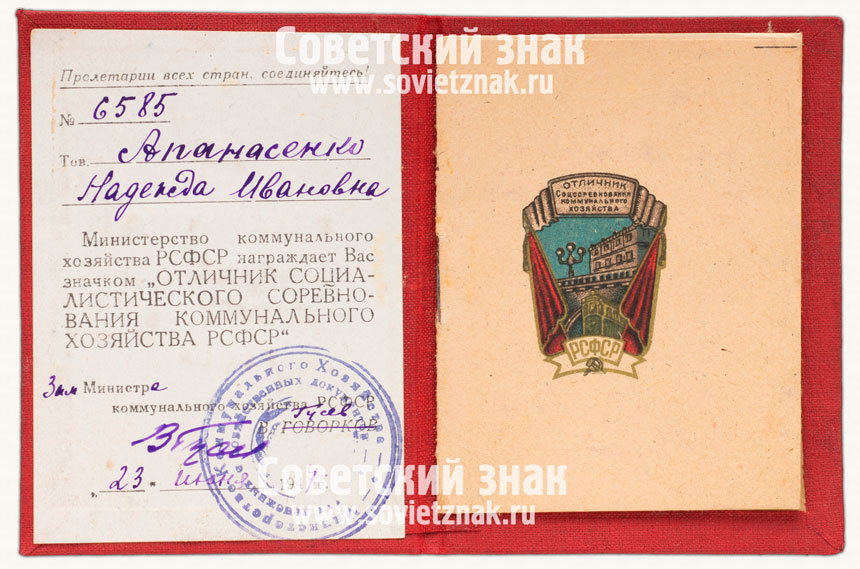 Советский знак
www.sovietznak.ru
Пролетарии всех стран, соединяйтесь!
№ 6585
Тов. Апанасенко
Надежда Ивановна
Министерство коммунального
хозяйства РСФСР награждает Вас
значком „ОТЛИЧНИК СОЦИА-
ЛИСТИЧЕСКОГО СОРЕВНО-
ВАНИЯ КОММУНАЛЬНОГО
ХОЗЯЙСТВА РСФСР“
Зам Министра
коммунального хозяйства РСФСР
Гусев
В. ГОВОРКОВ
„23“ июня 194
ОТЛИЧНИК
СОЦСОРЕВНОВАНИЯ
КОММУНАЛЬНОГО
ХОЗЯЙСТВА
РСФСР
Советский знак
www.sovietznak.ru